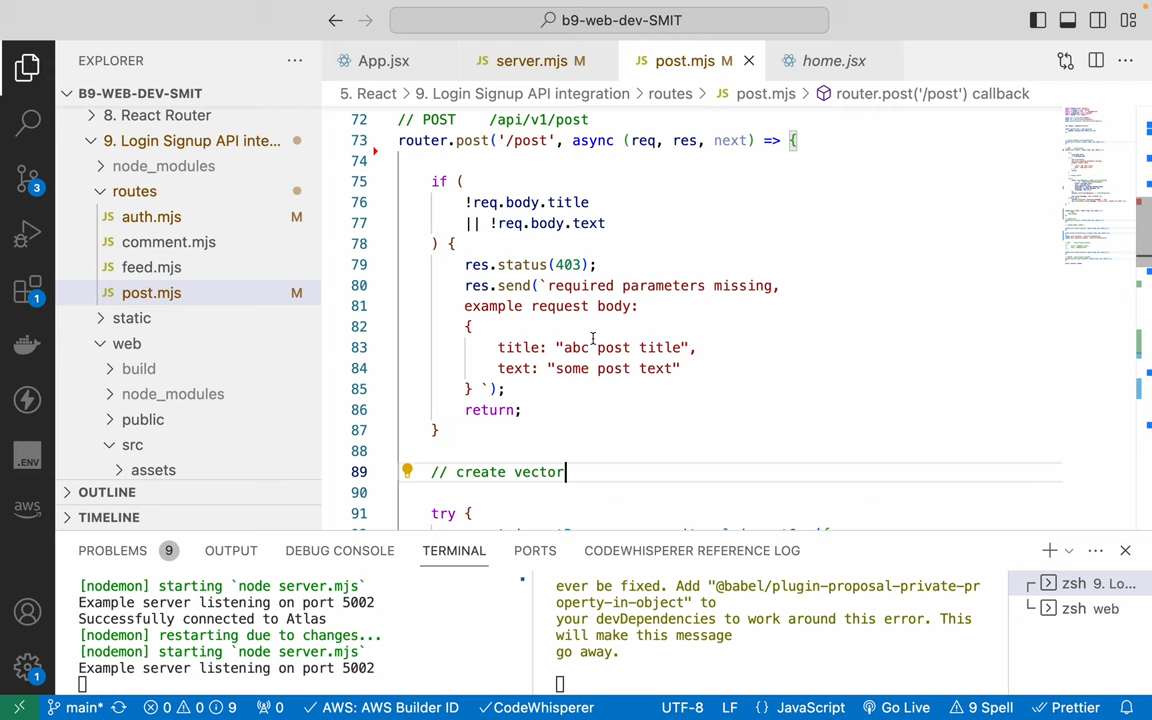 b9-web-dev-SMIT
EXPLORER
App.jsx
server.mjs M
post.mjs M
home.jsx
B9-WEB-DEV-SMIT
5. React > 9. Login Signup API integration > routes > JS post.mjs > router.post('/post') callback
8. React Router
9. Login Signup API inte...
node_modules
routes
JS auth.mjs M
JS comment.mjs
JS feed.mjs
JS post.mjs M
static
web
build
node_modules
public
src
assets
OUTLINE
TIMELINE
72 // POST /api/v1/post
73 router.post('/post', async (req, res, next) => {
74
75 if (
76 !req.body.title
77 || !req.body.text
78 ) {
79 res.status(403);
80 res.send(`required parameters missing,
81 example request body:
82 {
83 title: "abc post title",
84 text: "some post text"
85 } `);
86 return;
87 }
88
89 // create vector
90
91 try {
PROBLEMS 9 OUTPUT DEBUG CONSOLE TERMINAL PORTS CODEWHISPERER REFERENCE LOG
[nodemon] starting `node server.mjs`
Example server listening on port 5002
Successfully connected to Atlas
[nodemon] restarting due to changes...
[nodemon] starting `node server.mjs`
Example server listening on port 5002
ever be fixed. Add "@babel/plugin-proposal-private-pr
operty-in-object" to
your devDependencies to work around this error. This
will make this message
go away.
zsh 9. Lo...
zsh web
main* 0 0 9 0 AWS: AWS Builder ID CodeWhisperer UTF-8 LF {} JavaScript Go Live 9 Spell Prettier